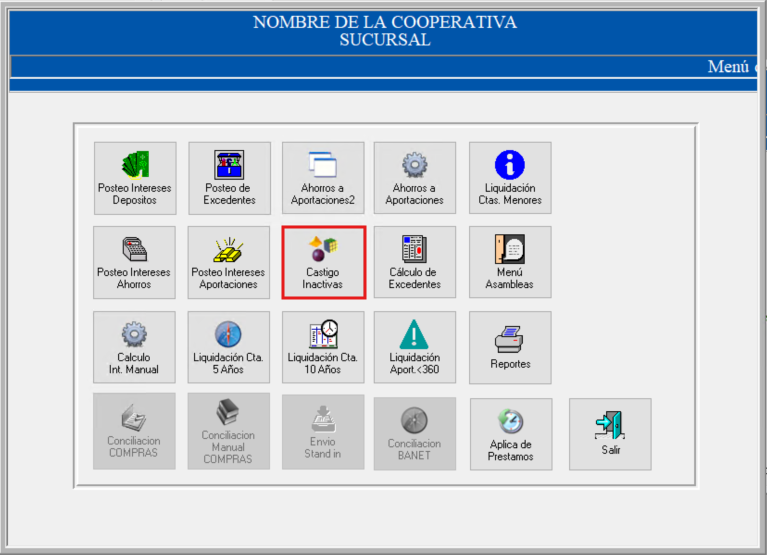 NOMBRE DE LA COOPERATIVA
SUCURSAL
Menú
Posteo Intereses
Depositos
Posteo de
Excedentes
Ahorros a
Aportaciones2
Ahorros a
Aportaciones
Liquidación
Ctas. Menores
Posteo Intereses
Ahorros
Posteo Intereses
Aportaciones
Castigo
Inactivas
Cálculo de
Excedentes
Menú
Asambleas
Calculo
Int. Manual
Liquidación Cta.
5 Años
Liquidación Cta.
10 Años
Liquidación
Aport.<360
Reportes
Conciliacion
COMPRAS
Conciliacion
Manual
COMPRAS
Envio
Stand in
Conciliacion
BANET
Aplica de
Prestamos
Salir